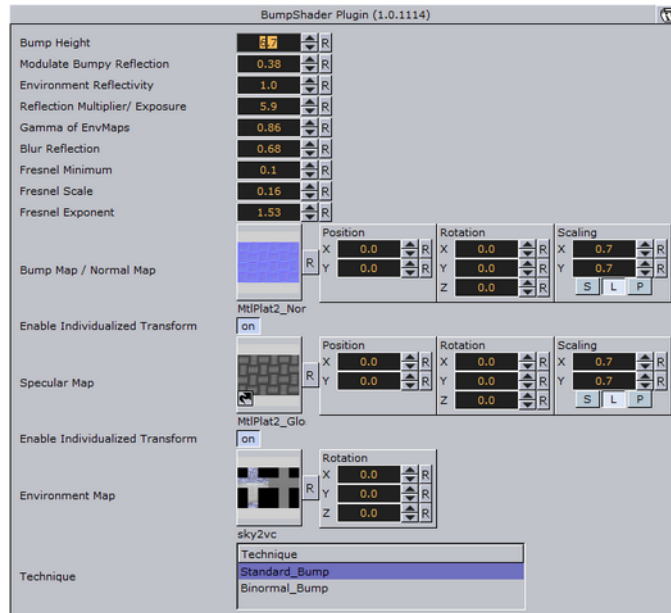 BumpShader Plugin (1.0.1114)
Bump Height 6.7 R
Modulate Bumpy Reflection 0.38 R
Environment Reflectivity 1.0 R
Reflection Multiplier/ Exposure 5.9 R
Gamma of EnvMaps 0.86 R
Blur Reflection 0.68 R
Fresnel Minimum 0.1 R
Fresnel Scale 0.16 R
Fresnel Exponent 1.53 R
Position Rotation Scaling
X 0.0 R X 0.0 R X 0.7 R
Bump Map / Normal Map R Y 0.0 R Y 0.0 R Y 0.7 R
Z 0.0 R S L P
MtlPlat2_Nor
Enable Individualized Transform on
Position Rotation Scaling
X 0.0 R X 0.0 R X 0.7 R
Specular Map R Y 0.0 R Y 0.0 R Y 0.7 R
Z 0.0 R S L P
MtlPlat2_Glo
Enable Individualized Transform on
Rotation
X 0.0 R
Environment Map R Y 0.0 R
Z 0.0 R
sky2vc
Technique
Standard_Bump
Technique
Binormal_Bump